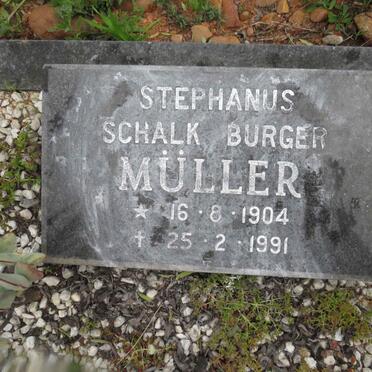 STEPHANUS
SCHALK BURGER
MÜLLER
* 16 - 8 - 1904
† 25 - 2 - 1991